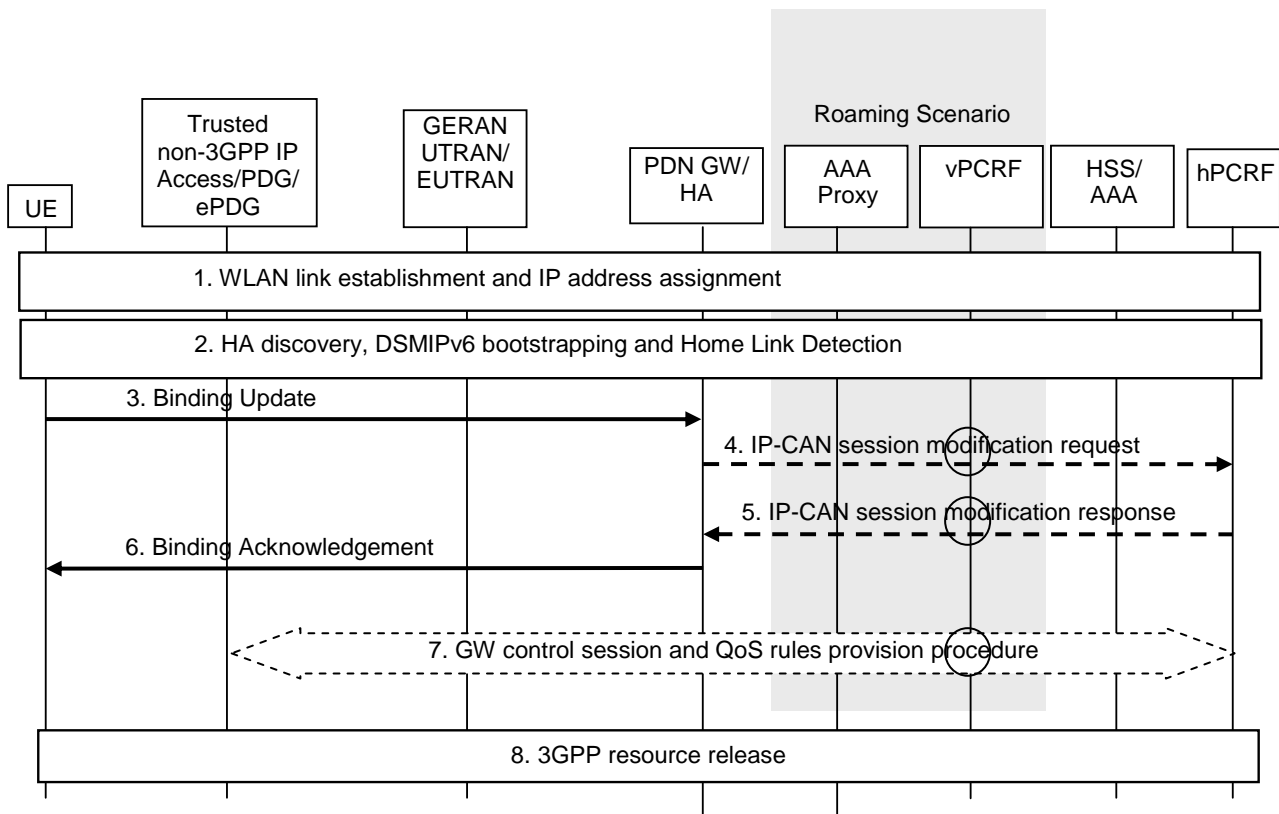 Roaming Scenario
UE
Trusted
non-3GPP IP
Access/PDG/
ePDG
GERAN
UTRAN/
EUTRAN
PDN GW/
HA
AAA
Proxy
vPCRF
HSS/
AAA
hPCRF
1. WLAN link establishment and IP address assignment
2. HA discovery, DSMIPv6 bootstrapping and Home Link Detection
3. Binding Update
4. IP-CAN session modification request
5. IP-CAN session modification response
6. Binding Acknowledgement
7. GW control session and QoS rules provision procedure
8. 3GPP resource release